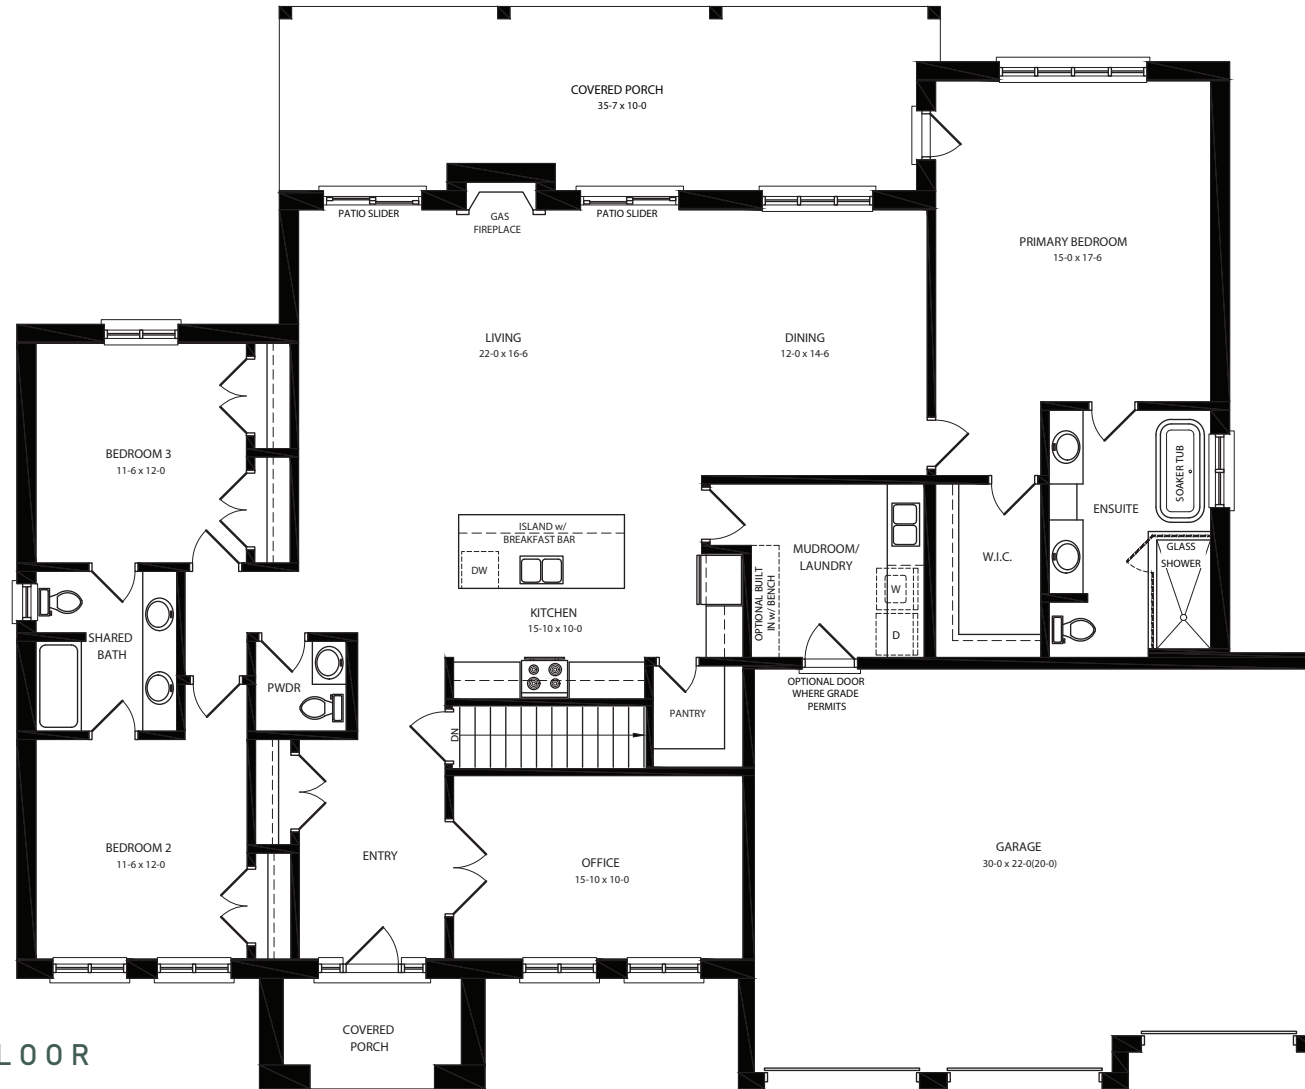 COVERED PORCH
35-7 x 10-0
PATIO SLIDER
GAS
FIREPLACE
PATIO SLIDER
PRIMARY BEDROOM
15-0 x 17-6
LIVING
22-0 x 16-6
DINING
12-0 x 14-6
BEDROOM 3
11-6 x 12-0
SOAKER TUB
ENSUITE
ISLAND w/
BREAKFAST BAR
DW
MUDROOM/
LAUNDRY
W.I.C.
GLASS
SHOWER
OPTIONAL BUILT
IN w/ BENCH
W
D
KITCHEN
15-10 x 10-0
SHARED
BATH
PWDR
OPTIONAL DOOR
WHERE GRADE
PERMITS
PANTRY
DN
BEDROOM 2
11-6 x 12-0
ENTRY
OFFICE
15-10 x 10-0
GARAGE
30-0 x 22-0(20-0)
COVERED
PORCH
LOOR